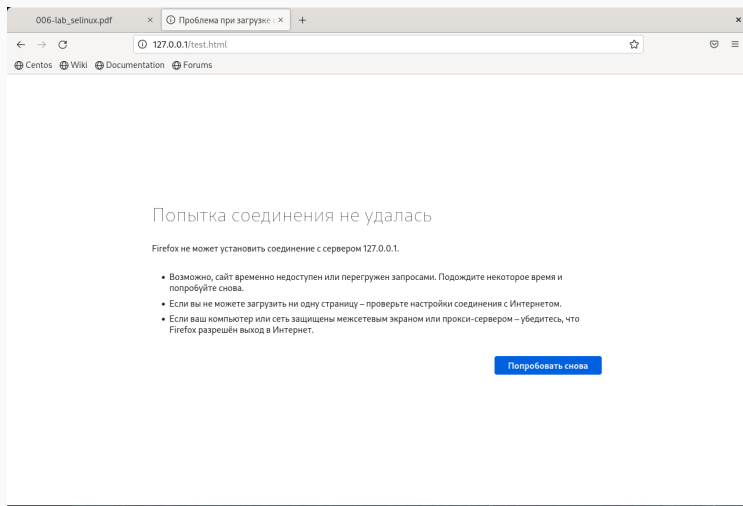 006-lab_selinux.pdf × Проблема при загрузке с × + ×
127.0.0.1/test.html
Centos Wiki Documentation Forums
Попытка соединения не удалась
Firefox не может установить соединение с сервером 127.0.0.1.
• Возможно, сайт временно недоступен или перегружен запросами. Подождите некоторое время и
попробуйте снова.
• Если вы не можете загрузить ни одну страницу – проверьте настройки соединения с Интернетом.
• Если ваш компьютер или сеть защищены межсетевым экраном или прокси-сервером – убедитесь, что
Firefox разрешён выход в Интернет.
Попробовать снова